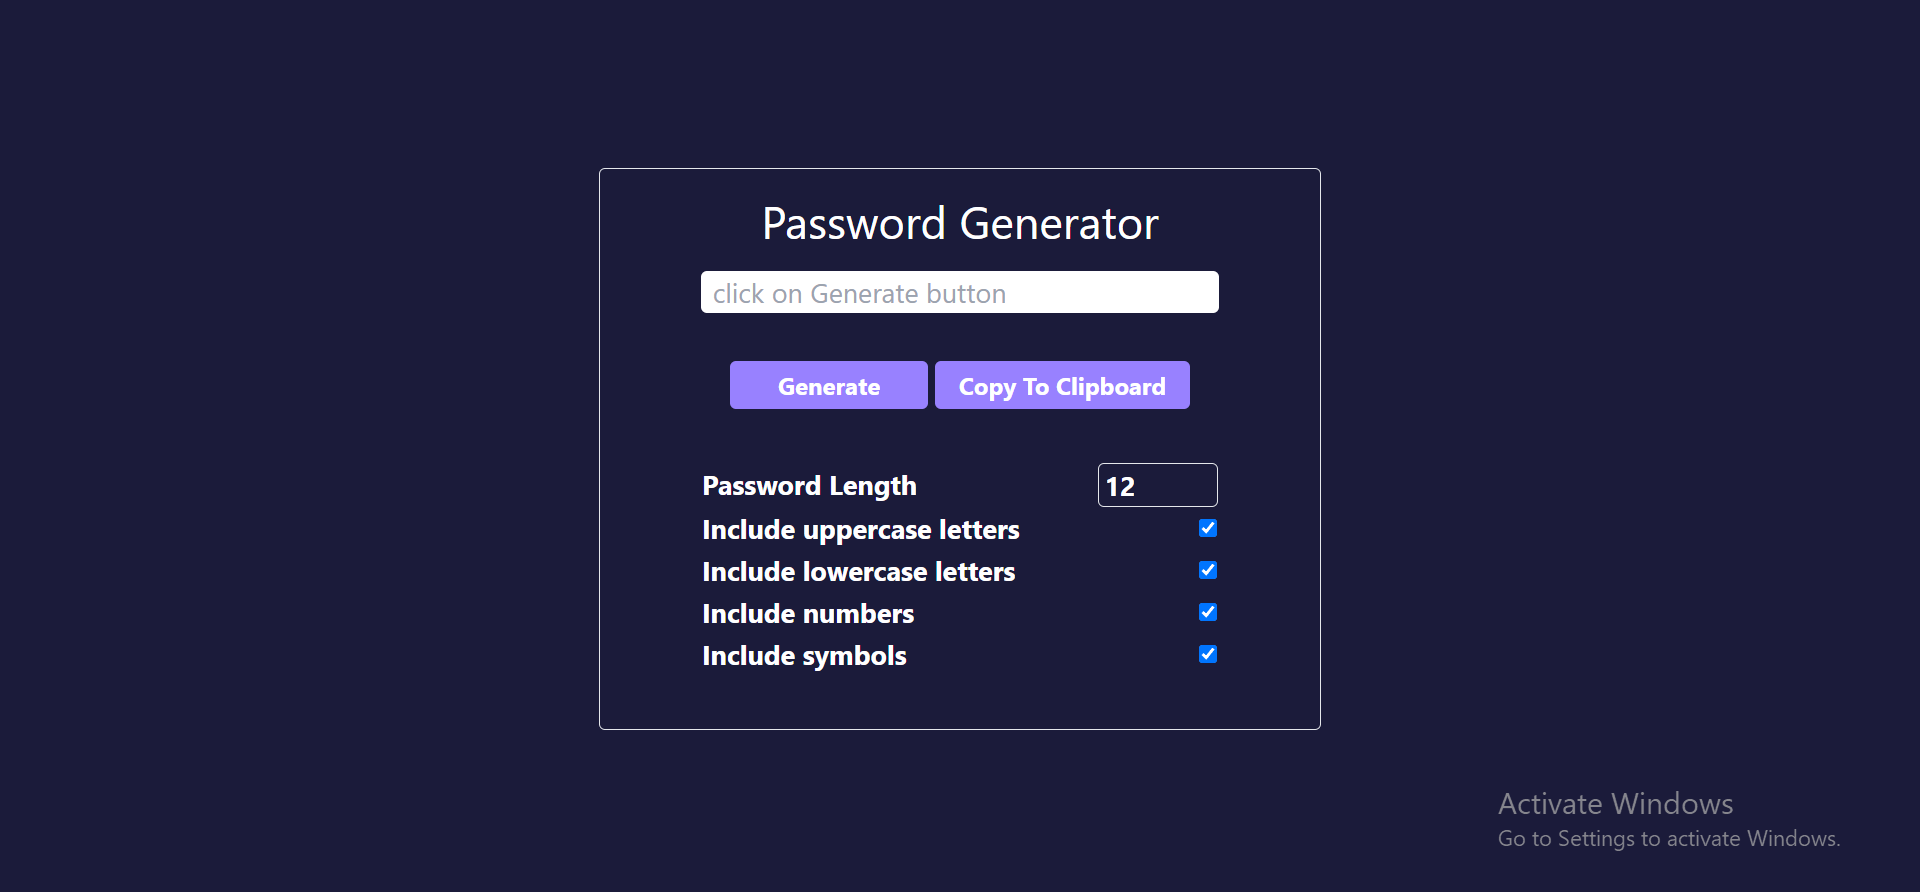 Password Generator
click on Generate button
Generate Copy To Clipboard
Password Length 12
Include uppercase letters
Include lowercase letters
Include numbers
Include symbols
Activate Windows
Go to Settings to activate Windows.